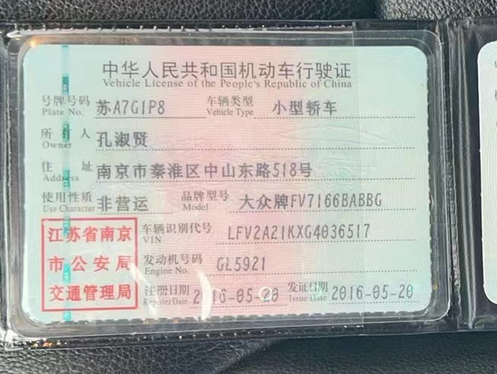 中华人民共和国机动车行驶证
Vehicle License of the People's Republic of China
号牌号码 苏A7G1P8 车辆类型 小型轿车
Plate No. Vehicle Type
所有人 孔淑贤
Owner
住址 南京市秦淮区中山东路518号
Address
使用性质 非营运 品牌型号 大众牌FV7166BABBG
Use Character Model
江苏省南京
市公安局
交通管理局
车辆识别代号 LFV2A21KXG4036517
VIN
发动机号码 GL5921
Engine No.
注册日期 2016-05-20 发证日期 2016-05-20
Register Date Issue Date